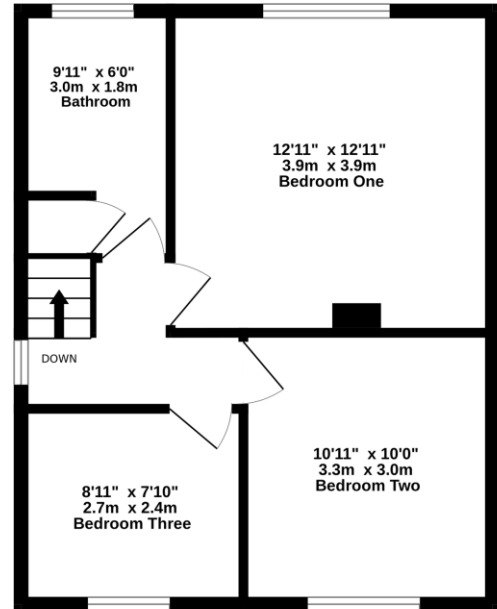 9'11" x 6'0"
3.0m x 1.8m
Bathroom
12'11" x 12'11"
3.9m x 3.9m
Bedroom One
DOWN
10'11" x 10'0"
3.3m x 3.0m
Bedroom Two
8'11" x 7'10"
2.7m x 2.4m
Bedroom Three